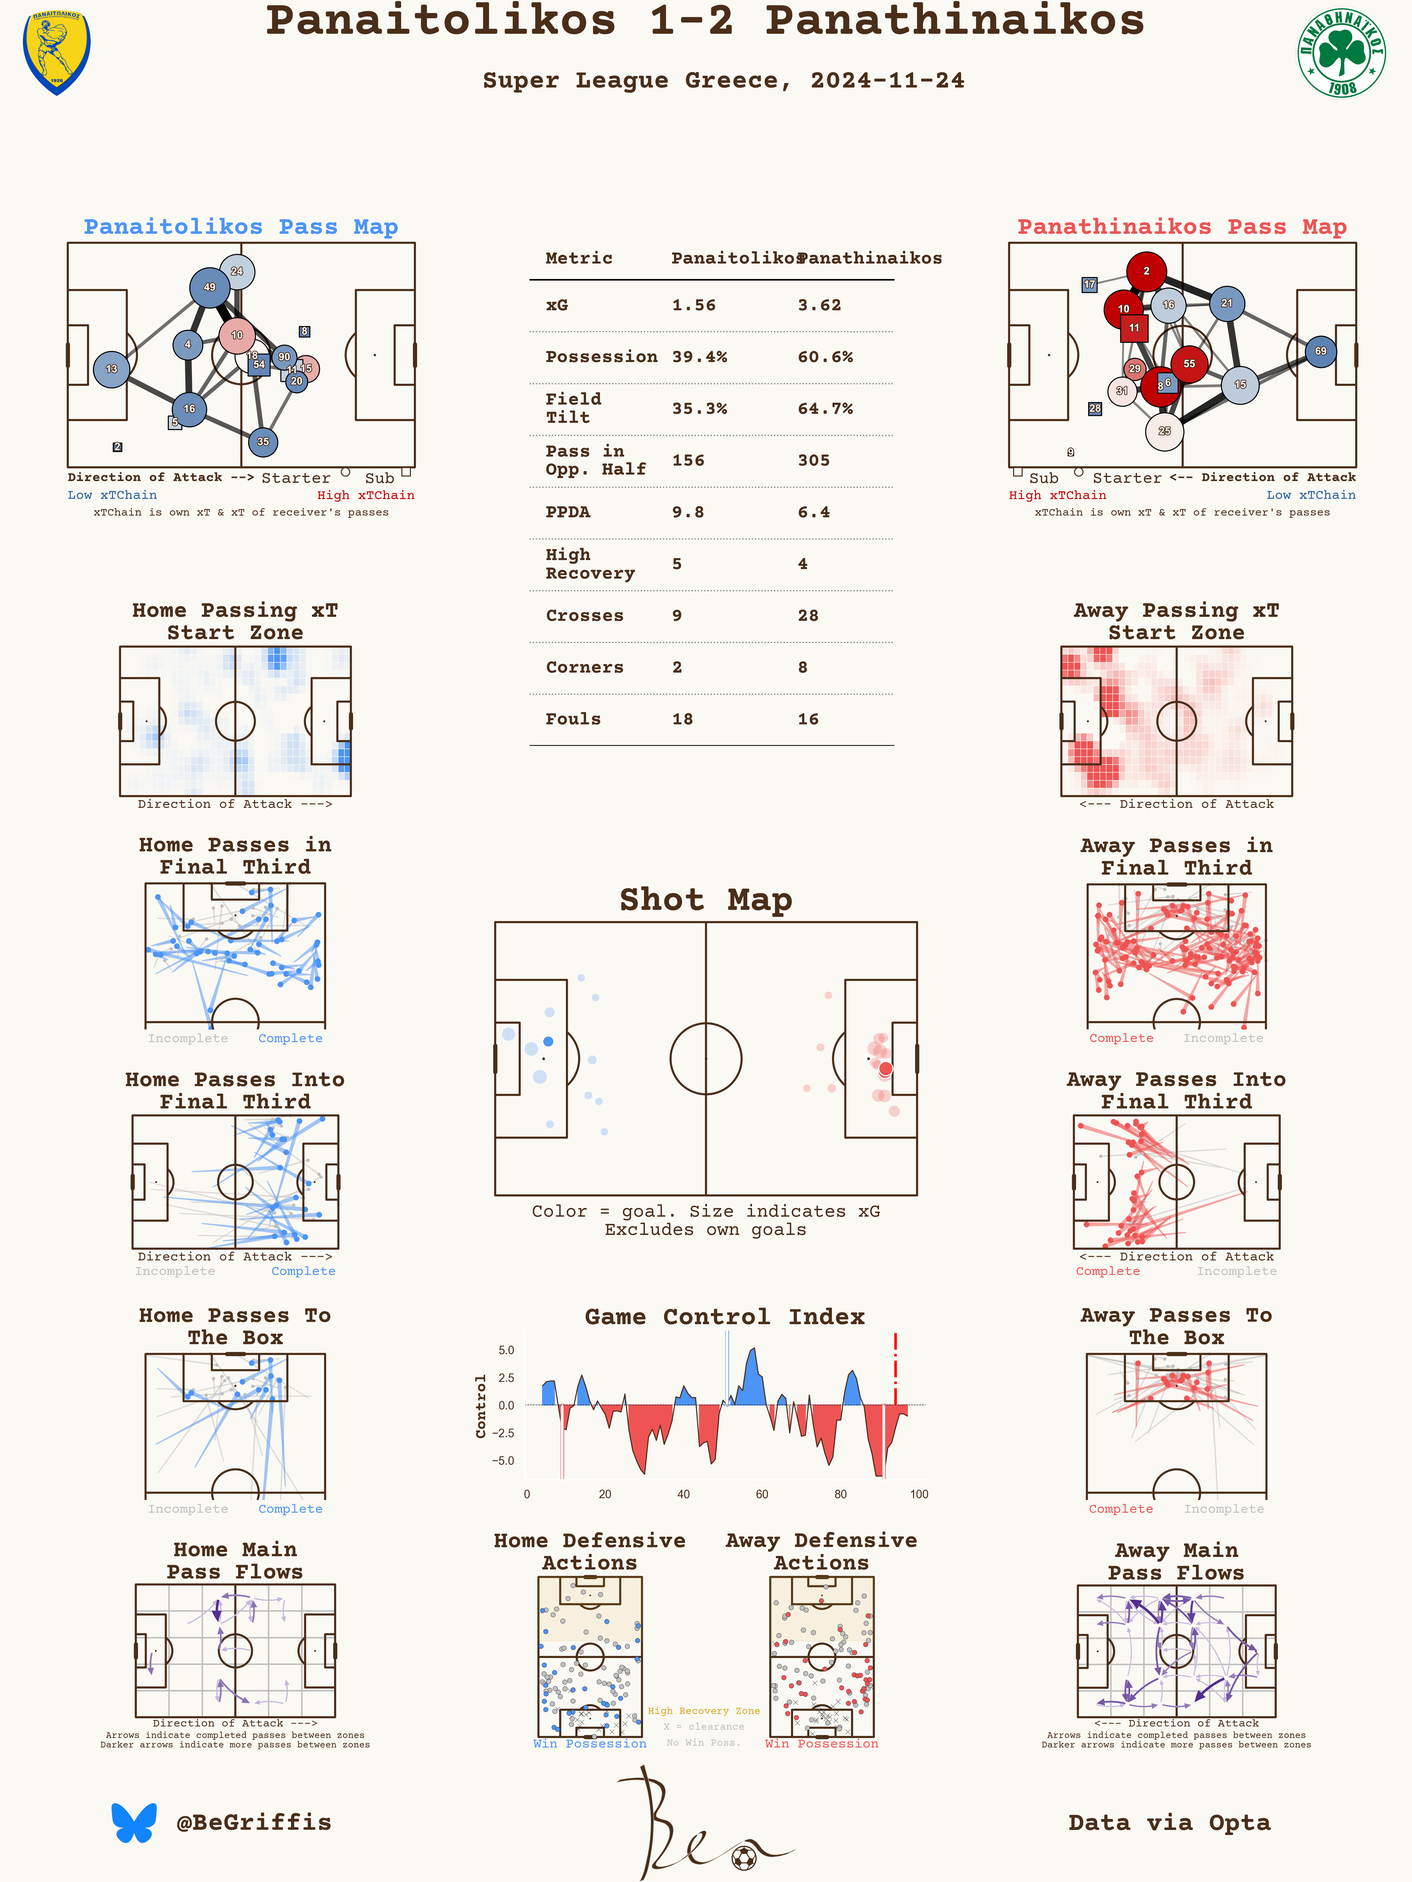 Panaitolikos 1-2 Panathinaikos
Super League Greece, 2024-11-24
ΠΑΝΑΙΤΩΛΙΚΟΣ
1926
ΠΑΝΑΘΗΝΑΪΚΟΣ
1908
Panaitolikos Pass Map
24
49
10
8
4
18
90
54
13
11
15
20
16
5
35
2
Direction of Attack --> Starter Sub
Low xTChain High xTChain
xTChain is own xT & xT of receiver's passes
Metric Panaitolikos Panathinaikos
xG 1.56 3.62
Possession 39.4% 60.6%
Field
Tilt 35.3% 64.7%
Pass in
Opp. Half 156 305
PPDA 9.8 6.4
High
Recovery 5 4
Crosses 9 28
Corners 2 8
Fouls 18 16
Panathinaikos Pass Map
2
17
10
16
21
11
69
55
29
8
6
15
31
28
25
9
Sub Starter <-- Direction of Attack
High xTChain Low xTChain
xTChain is own xT & xT of receiver's passes
Home Passing xT
Start Zone
Direction of Attack --->
Away Passing xT
Start Zone
<--- Direction of Attack
Home Passes in
Final Third
Incomplete Complete
Away Passes in
Final Third
Complete Incomplete
Shot Map
Color = goal. Size indicates xG
Excludes own goals
Home Passes Into
Final Third
Direction of Attack --->
Incomplete Complete
Away Passes Into
Final Third
<--- Direction of Attack
Complete Incomplete
Home Passes To
The Box
Incomplete Complete
Game Control Index
Control
5.0
2.5
0.0
−2.5
−5.0
0 20 40 60 80 100
Away Passes To
The Box
Complete Incomplete
Home Main
Pass Flows
Direction of Attack --->
Arrows indicate completed passes between zones
Darker arrows indicate more passes between zones
Home Defensive
Actions
Win Possession
Away Defensive
Actions
Win Possession
High Recovery Zone
X = clearance
No Win Poss.
Away Main
Pass Flows
<--- Direction of Attack
Arrows indicate completed passes between zones
Darker arrows indicate more passes between zones
@BeGriffis
Ben
Data via Opta